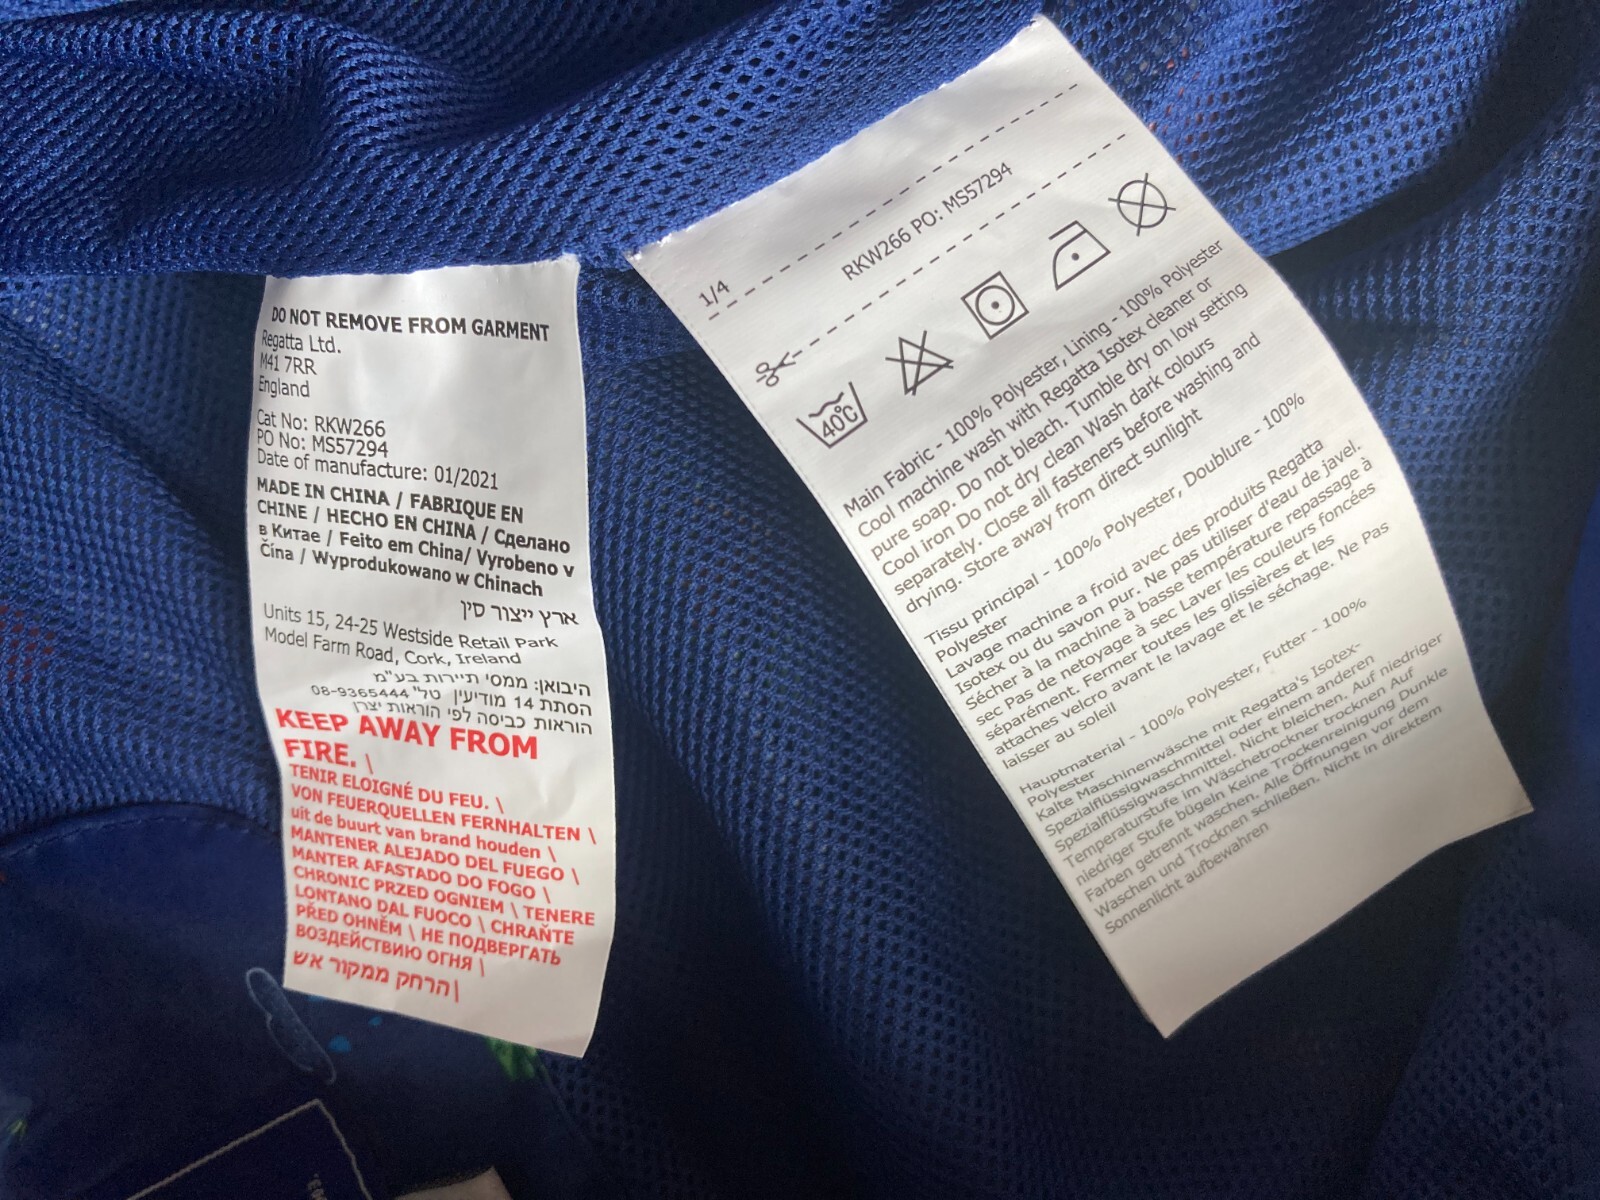 DO NOT REMOVE FROM GARMENT
Regatta Ltd.
M41 7RR
England
Cat No: RKW266
PO No: MS57294
Date of manufacture: 01/2021
MADE IN CHINA / FABRIQUE EN
CHINE / HECHO EN CHINA / Сделано
в Китае / Feito em China/ Vyrobeno v
Čína / Wyprodukowano w Chinach
ארץ ייצור סין
Units 15, 24-25 Westside Retail Park
Model Farm Road, Cork, Ireland
היבואן: ממסי תיירות בע"מ
הסתת 14 מודיעין טל" 08-9365444
הוראות כביסה לפי הוראות יצרן
KEEP AWAY FROM
FIRE. \
TENIR ELOIGNÉ DU FEU. \
VON FEUERQUELLEN FERNHALTEN \
uit de buurt van brand houden \
MANTENER ALEJADO DEL FUEGO \
MANTER AFASTADO DO FOGO \
CHRONIC PRZED OGNIEM \ TENERE
LONTANO DAL FUOCO \ CHRAŇTE
PŘED OHNĚM \ НЕ ПОДВЕРГАТЬ
ВОЗДЕЙСТВИЮ ОГНЯ \
הרחק ממקור אש\
1/4
RKW266 PO: MS57294
40°C
Main Fabric - 100% Polyester, Lining - 100% Polyester
Cool machine wash with Regatta Isotex cleaner or
pure soap. Do not bleach. Tumble dry on low setting
Cool iron Do not dry clean Wash dark colours
separately. Close all fasteners before washing and
drying. Store away from direct sunlight
Tissu principal - 100% Polyester, Doublure - 100%
Polyester
Lavage machine a froid avec des produits Regatta
Isotex ou du savon pur. Ne pas utiliser d'eau de javel.
Sécher à la machine à basse température repassage à
sec Pas de netoyage à sec Laver les couleurs foncées
séparément. Fermer toutes les glissières et les
attaches velcro avant le lavage et le séchage. Ne Pas
laisser au soleil
Hauptmaterial - 100% Polyester, Futter - 100%
Polyester
Kalte Maschinenwäsche mit Regatta's Isotex-
Spezialflüssigwaschmittel oder einem anderen
Spezialflüssigwaschmittel. Nicht bleichen. Auf niedriger
Temperaturstufe im Wäschetrockner trocknen Auf
niedriger Stufe bügeln Keine Trockenreinigung Dunkle
Farben getrennt waschen. Alle Öffnungen vor dem
Waschen und Trocknen schließen. Nicht in direktem
Sonnenlicht aufbewahren